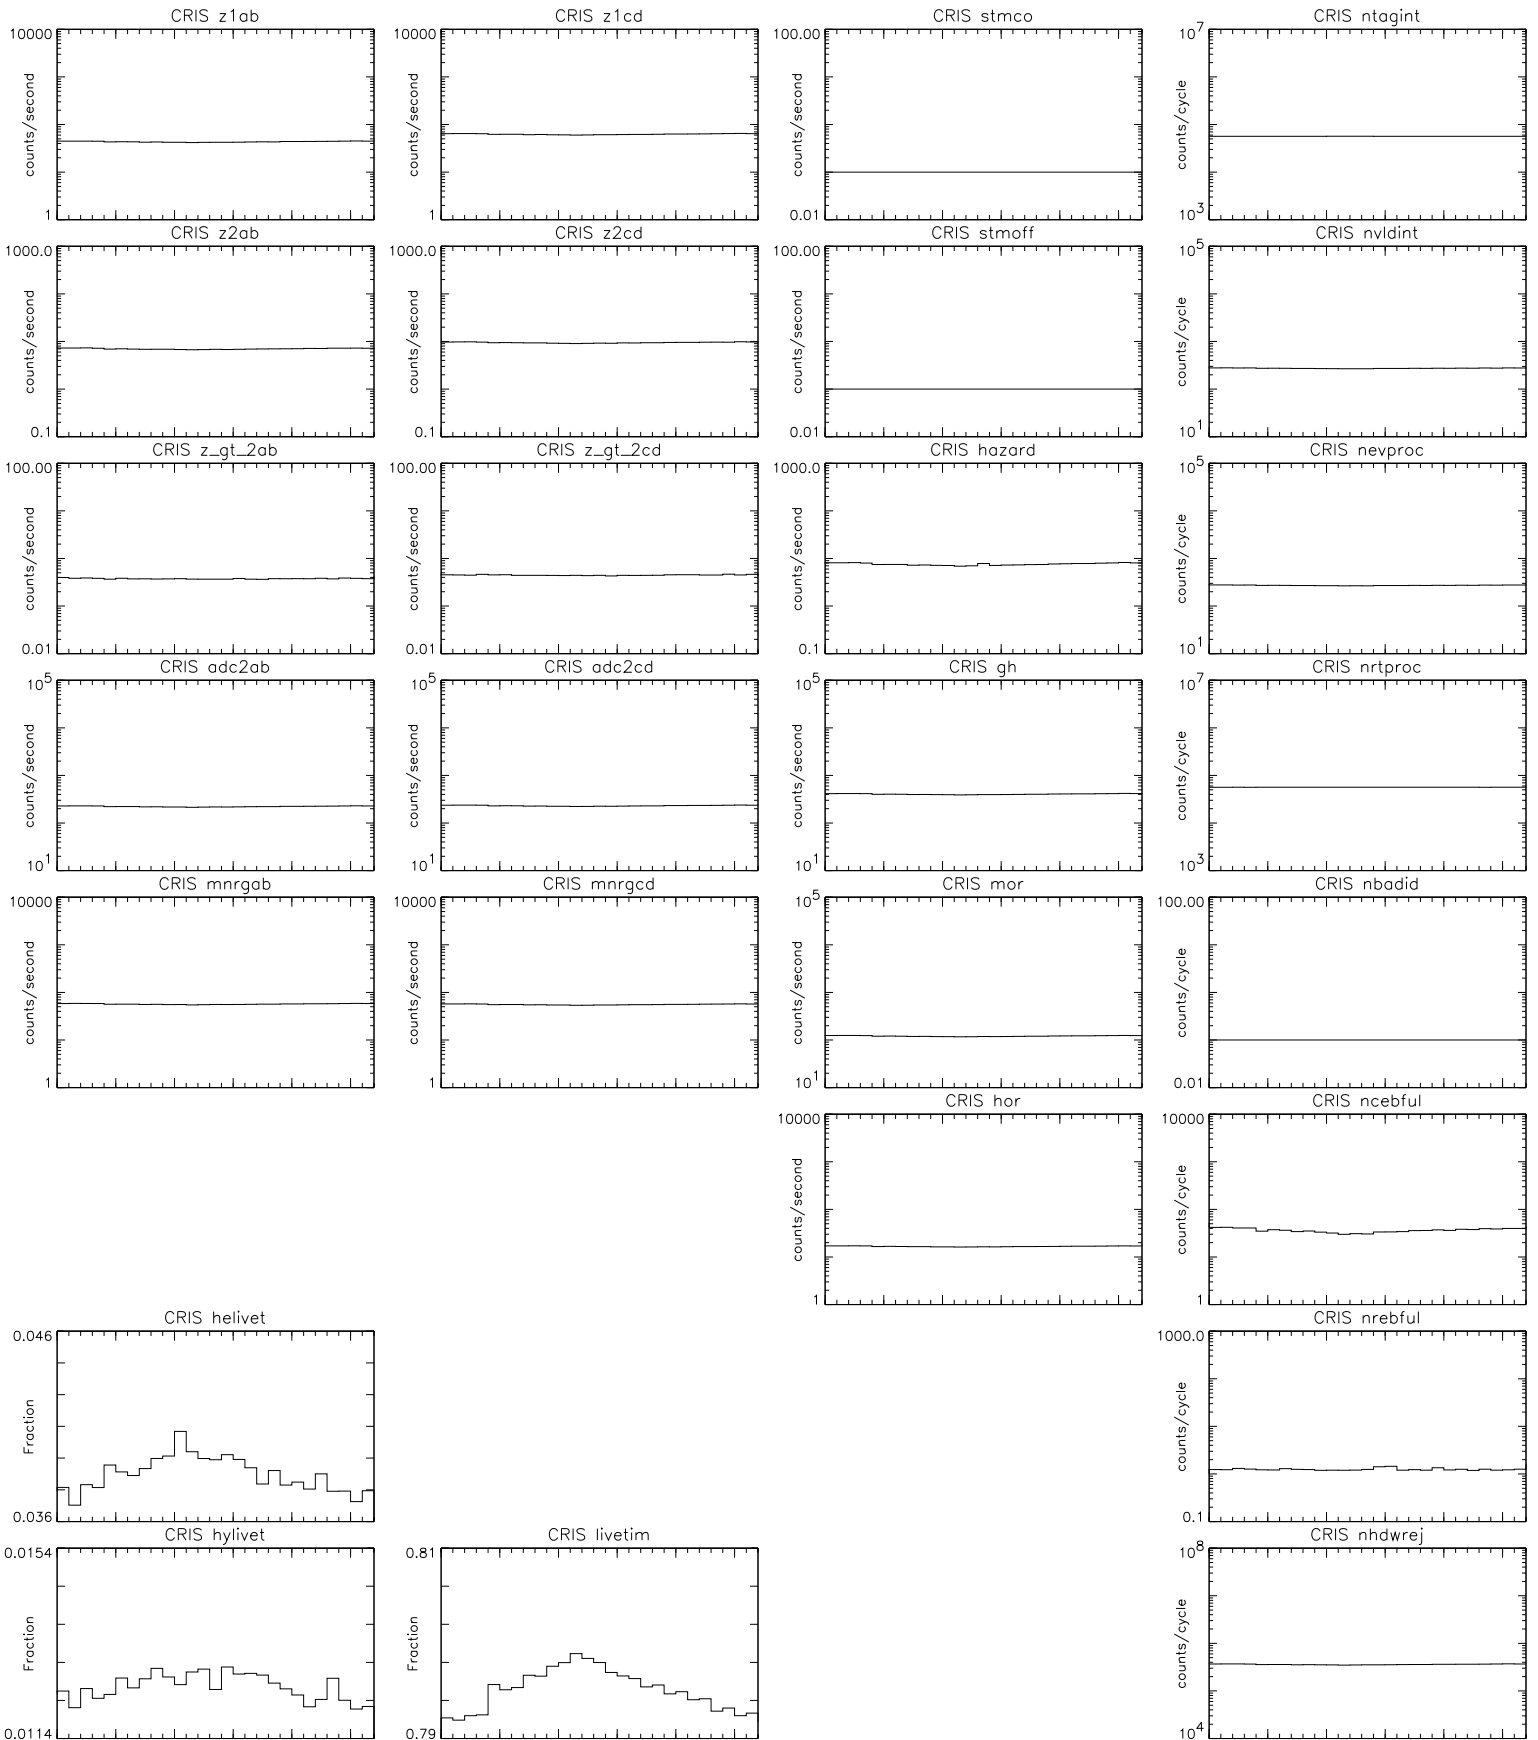 CRIS z1ab
10000
counts/second
1
CRIS z1cd
10000
counts/second
1
CRIS stmco
100.00
counts/second
0.01
CRIS ntagint
10^7
counts/cycle
10^3
CRIS z2ab
1000.0
counts/second
0.1
CRIS z2cd
1000.0
counts/second
0.1
CRIS stmoff
100.00
counts/second
0.01
CRIS nvldint
10^5
counts/cycle
10^1
CRIS z_gt_2ab
100.00
counts/second
0.01
CRIS z_gt_2cd
100.00
counts/second
0.01
CRIS hazard
1000.0
counts/second
0.1
CRIS nevproc
10^5
counts/cycle
10^1
CRIS adc2ab
10^5
counts/second
10^1
CRIS adc2cd
10^5
counts/second
10^1
CRIS gh
10^5
counts/second
10^1
CRIS nrtproc
10^7
counts/cycle
10^3
CRIS mnrgab
10000
counts/second
1
CRIS mnrgcd
10000
counts/second
1
CRIS mor
10^5
counts/second
10^1
CRIS nbadid
100.00
counts/cycle
0.01
CRIS hor
10000
counts/second
1
CRIS ncebful
10000
counts/cycle
1
CRIS helivet
0.046
Fraction
0.036
CRIS nrebful
1000.0
counts/cycle
0.1
CRIS hylivet
0.0154
Fraction
0.0114
CRIS livetim
0.81
Fraction
0.79
CRIS nhdwrej
10^8
counts/cycle
10^4